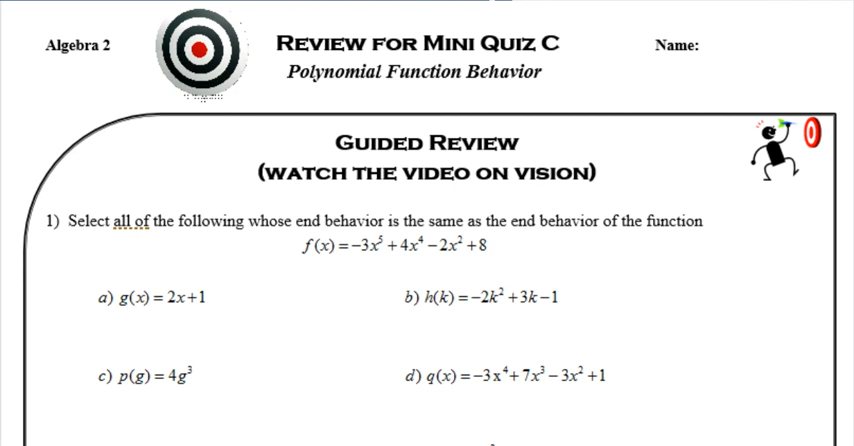 Algebra 2
REVIEW FOR MINI QUIZ C
Name:
Polynomial Function Behavior
GUIDED REVIEW
(WATCH THE VIDEO ON VISION)
1) Select all of the following whose end behavior is the same as the end behavior of the function
f(x) = −3x⁵ + 4x⁴ − 2x² + 8
a) g(x) = 2x + 1
b) h(k) = −2k² + 3k − 1
c) p(g) = 4g³
d) q(x) = −3x⁴ + 7x³ − 3x² + 1